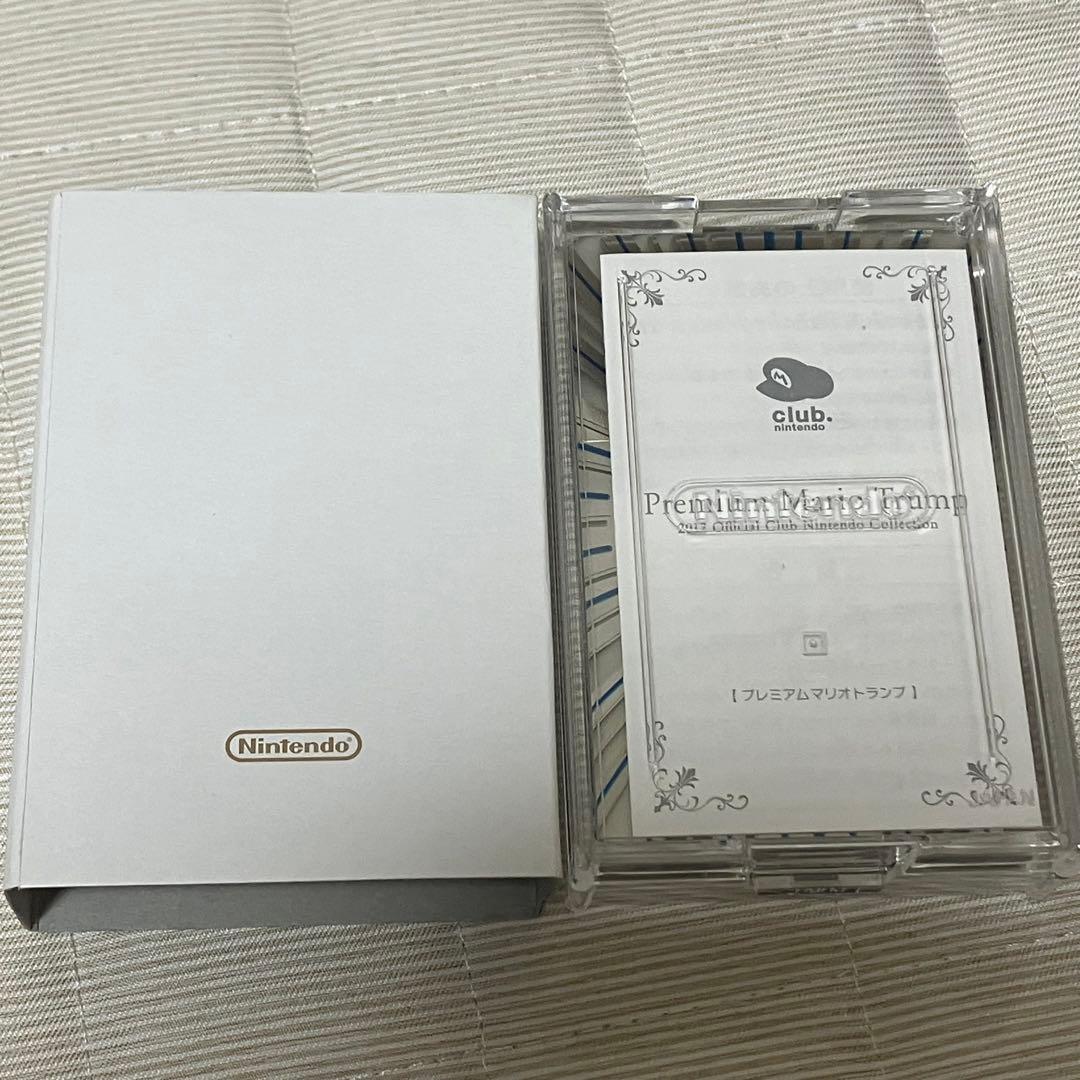 Nintendo®
M
club.
nintendo
Premium Mario Trump
Nintendo
Official Club Nintendo Collection
【プレミアムマリオトランプ】